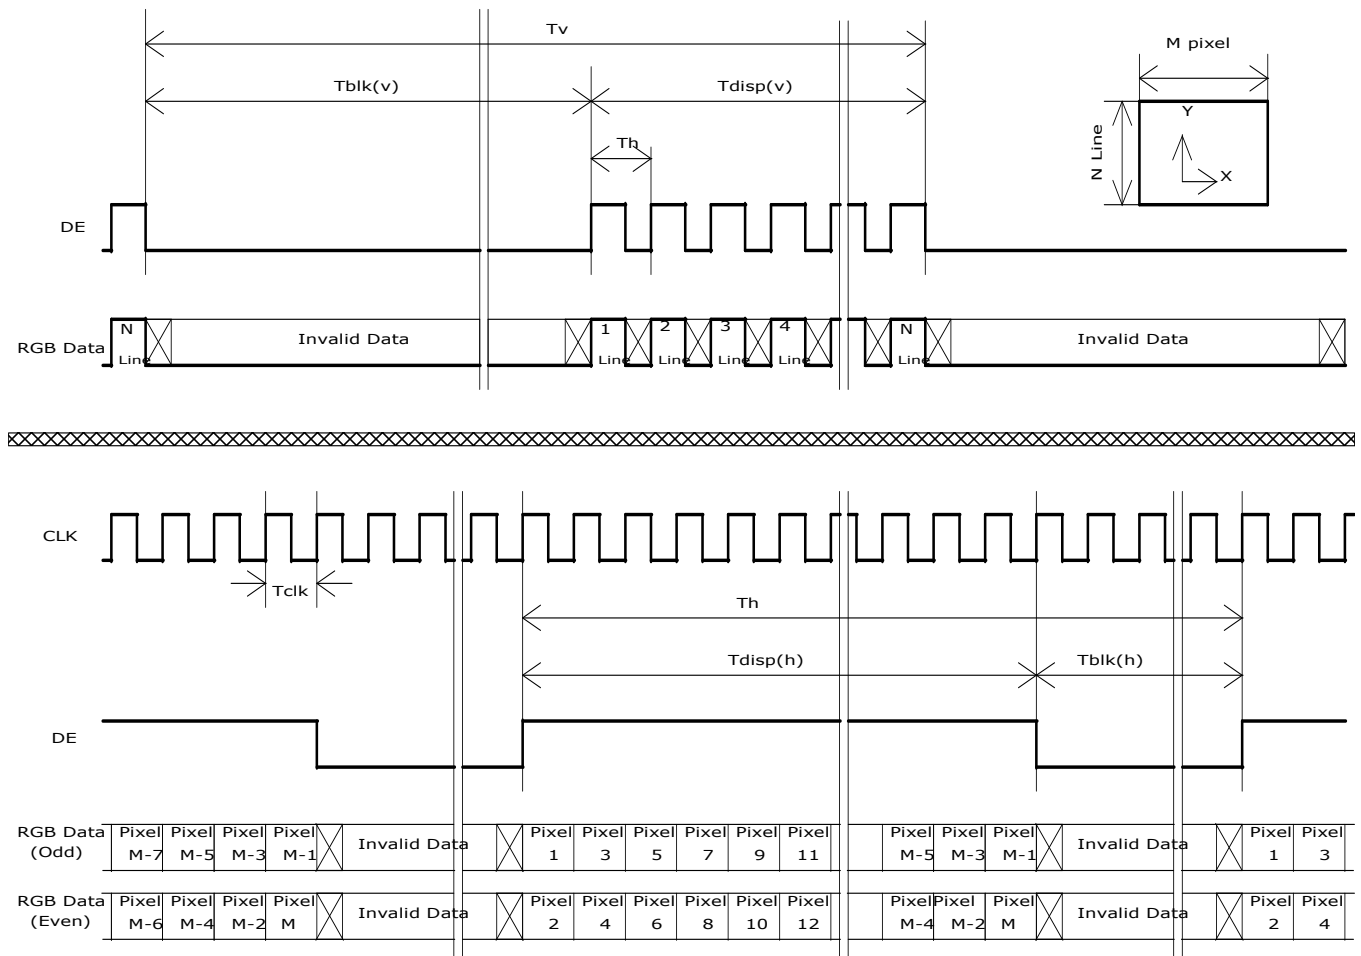 Tv
M pixel
Tblk(v) Tdisp(v)
Th
N Line
Y
X
DE
N Line Invalid Data 1 Line 2 Line 3 Line 4 Line N Line Invalid Data
RGB Data
CLK
Tclk
Th
Tdisp(h) Tblk(h)
DE
RGB Data
(Odd)
Pixel Pixel Pixel Pixel Invalid Data Pixel Pixel Pixel Pixel Pixel Pixel Pixel Pixel Pixel Invalid Data Pixel Pixel
M-7 M-5 M-3 M-1 1 3 5 7 9 11 M-5 M-3 M-1 1 3
RGB Data
(Even)
Pixel Pixel Pixel Pixel Invalid Data Pixel Pixel Pixel Pixel Pixel Pixel Pixel Pixel Pixel Invalid Data Pixel Pixel
M-6 M-4 M-2 M 2 4 6 8 10 12 M-4 M-2 M 2 4